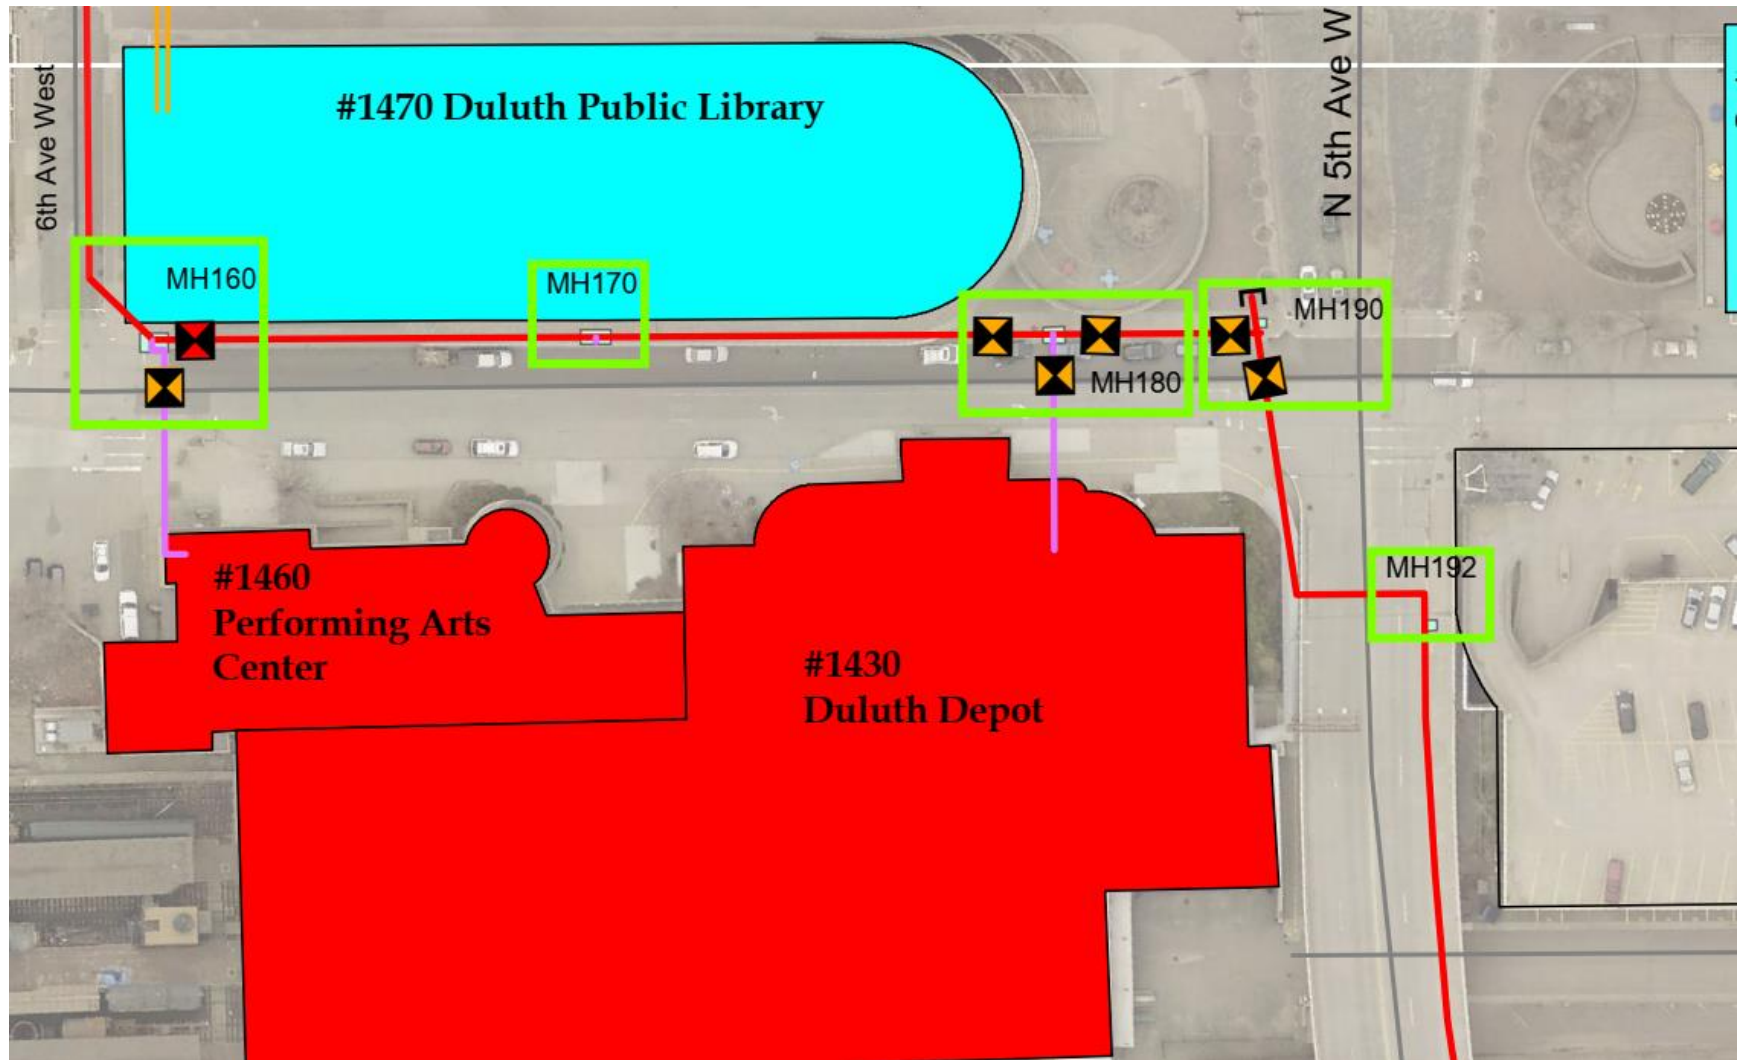 6th Ave West
#1470 Duluth Public Library
N 5th Ave W
MH160
MH170
MH180
MH190
#1460
Performing Arts
Center
#1430
Duluth Depot
MH192